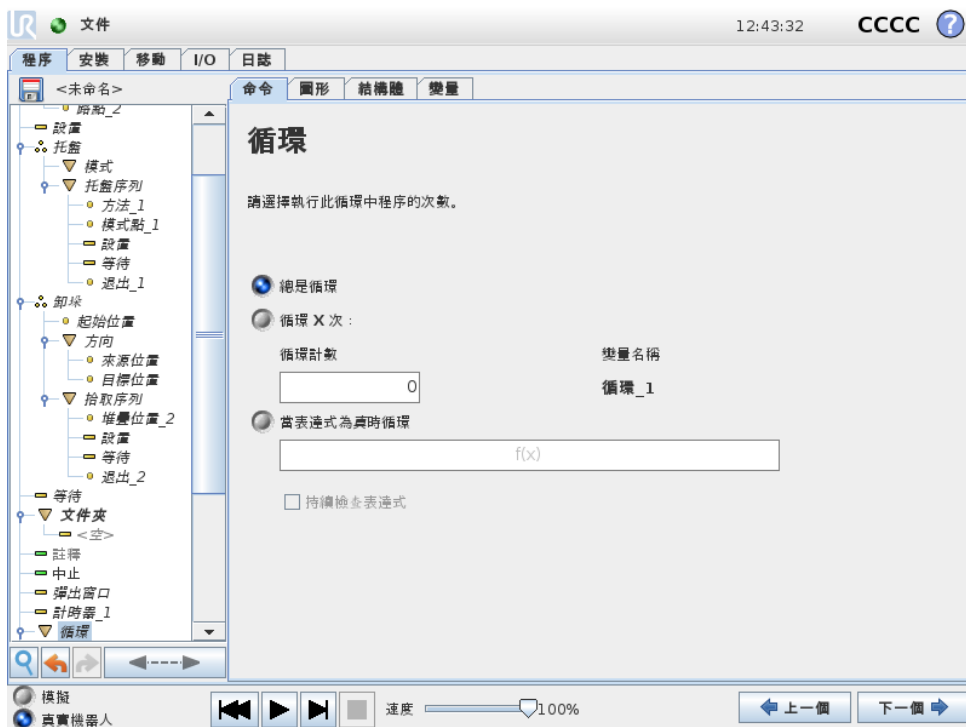 UR 文件 12:43:32 CCCC ?
程序 安裝 移動 I/O 日誌
<未命名>
命令 圖形 結構體 變量
路點_2
設置
托盤
模式
托盤序列
方法_1
模式點_1
設置
等待
退出_1
卸垛
起始位置
方向
來源位置
目標位置
拾取序列
堆疊位置_2
設置
等待
退出_2
等待
文件夾
<空>
註釋
中止
彈出窗口
計時器_1
循環
循環
請選擇執行此循環中程序的次數。
總是循環
循環 X 次：
循環計數 變量名稱
0 循環_1
當表達式為真時循環
f(x)
持續檢查表達式
模擬
真實機器人
速度 100%
上一個 下一個